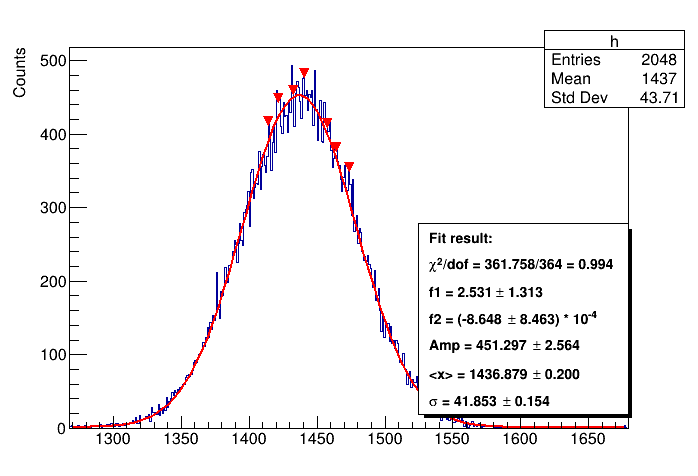 h
Entries 2048
Mean 1437
Std Dev 43.71
Counts
500
400
300
200
100
0
Fit result:
χ²/dof = 361.758/364 = 0.994
f1 = 2.531 ± 1.313
f2 = (-8.648 ± 8.463) * 10⁻⁴
Amp = 451.297 ± 2.564
<x> = 1436.879 ± 0.200
σ = 41.853 ± 0.154
1300 1350 1400 1450 1500 1550 1600 1650